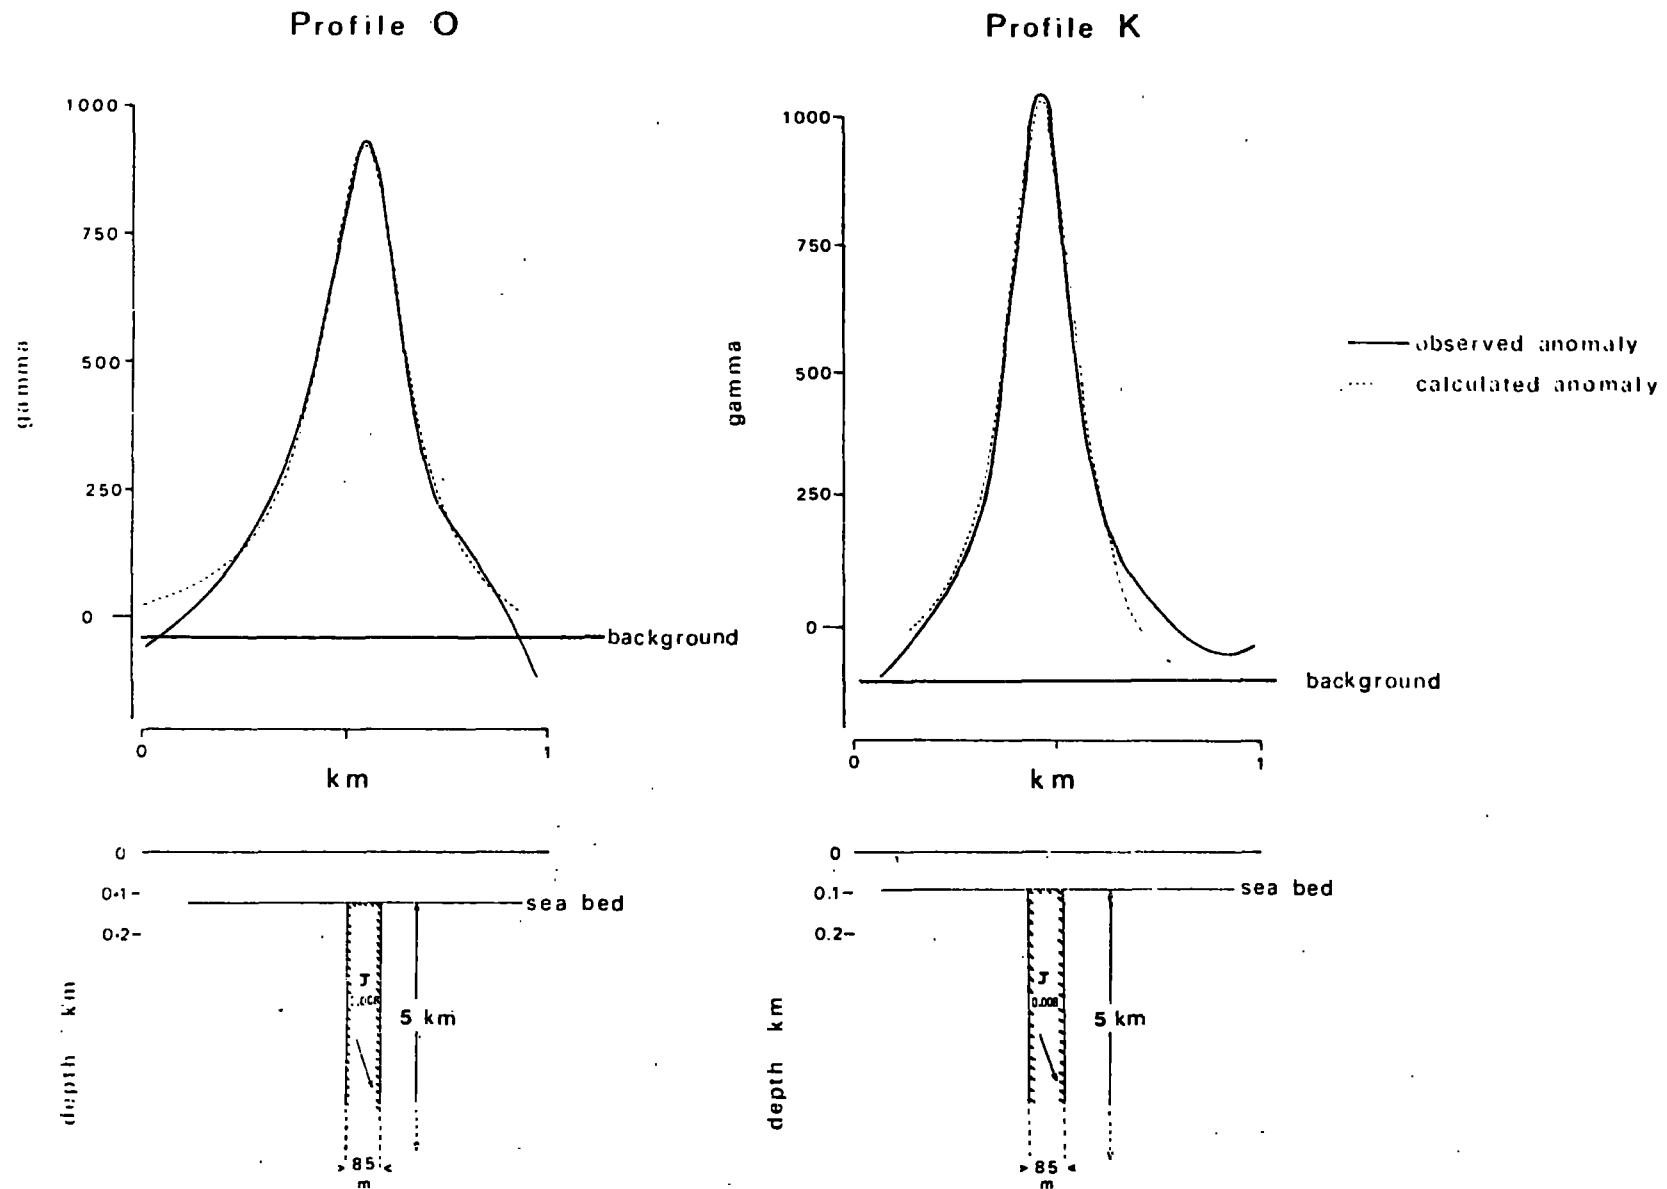 Profile O
1000
750
500
250
0
gamma
background
0
1
km
0
0.1
0.2
sea bed
J
5 km
depth km
85
m
Profile K
1000
750
500
250
0
gamma
observed anomaly
calculated anomaly
background
0
1
km
0
0.1
0.2
sea bed
J
0.008
5 km
depth km
85
m